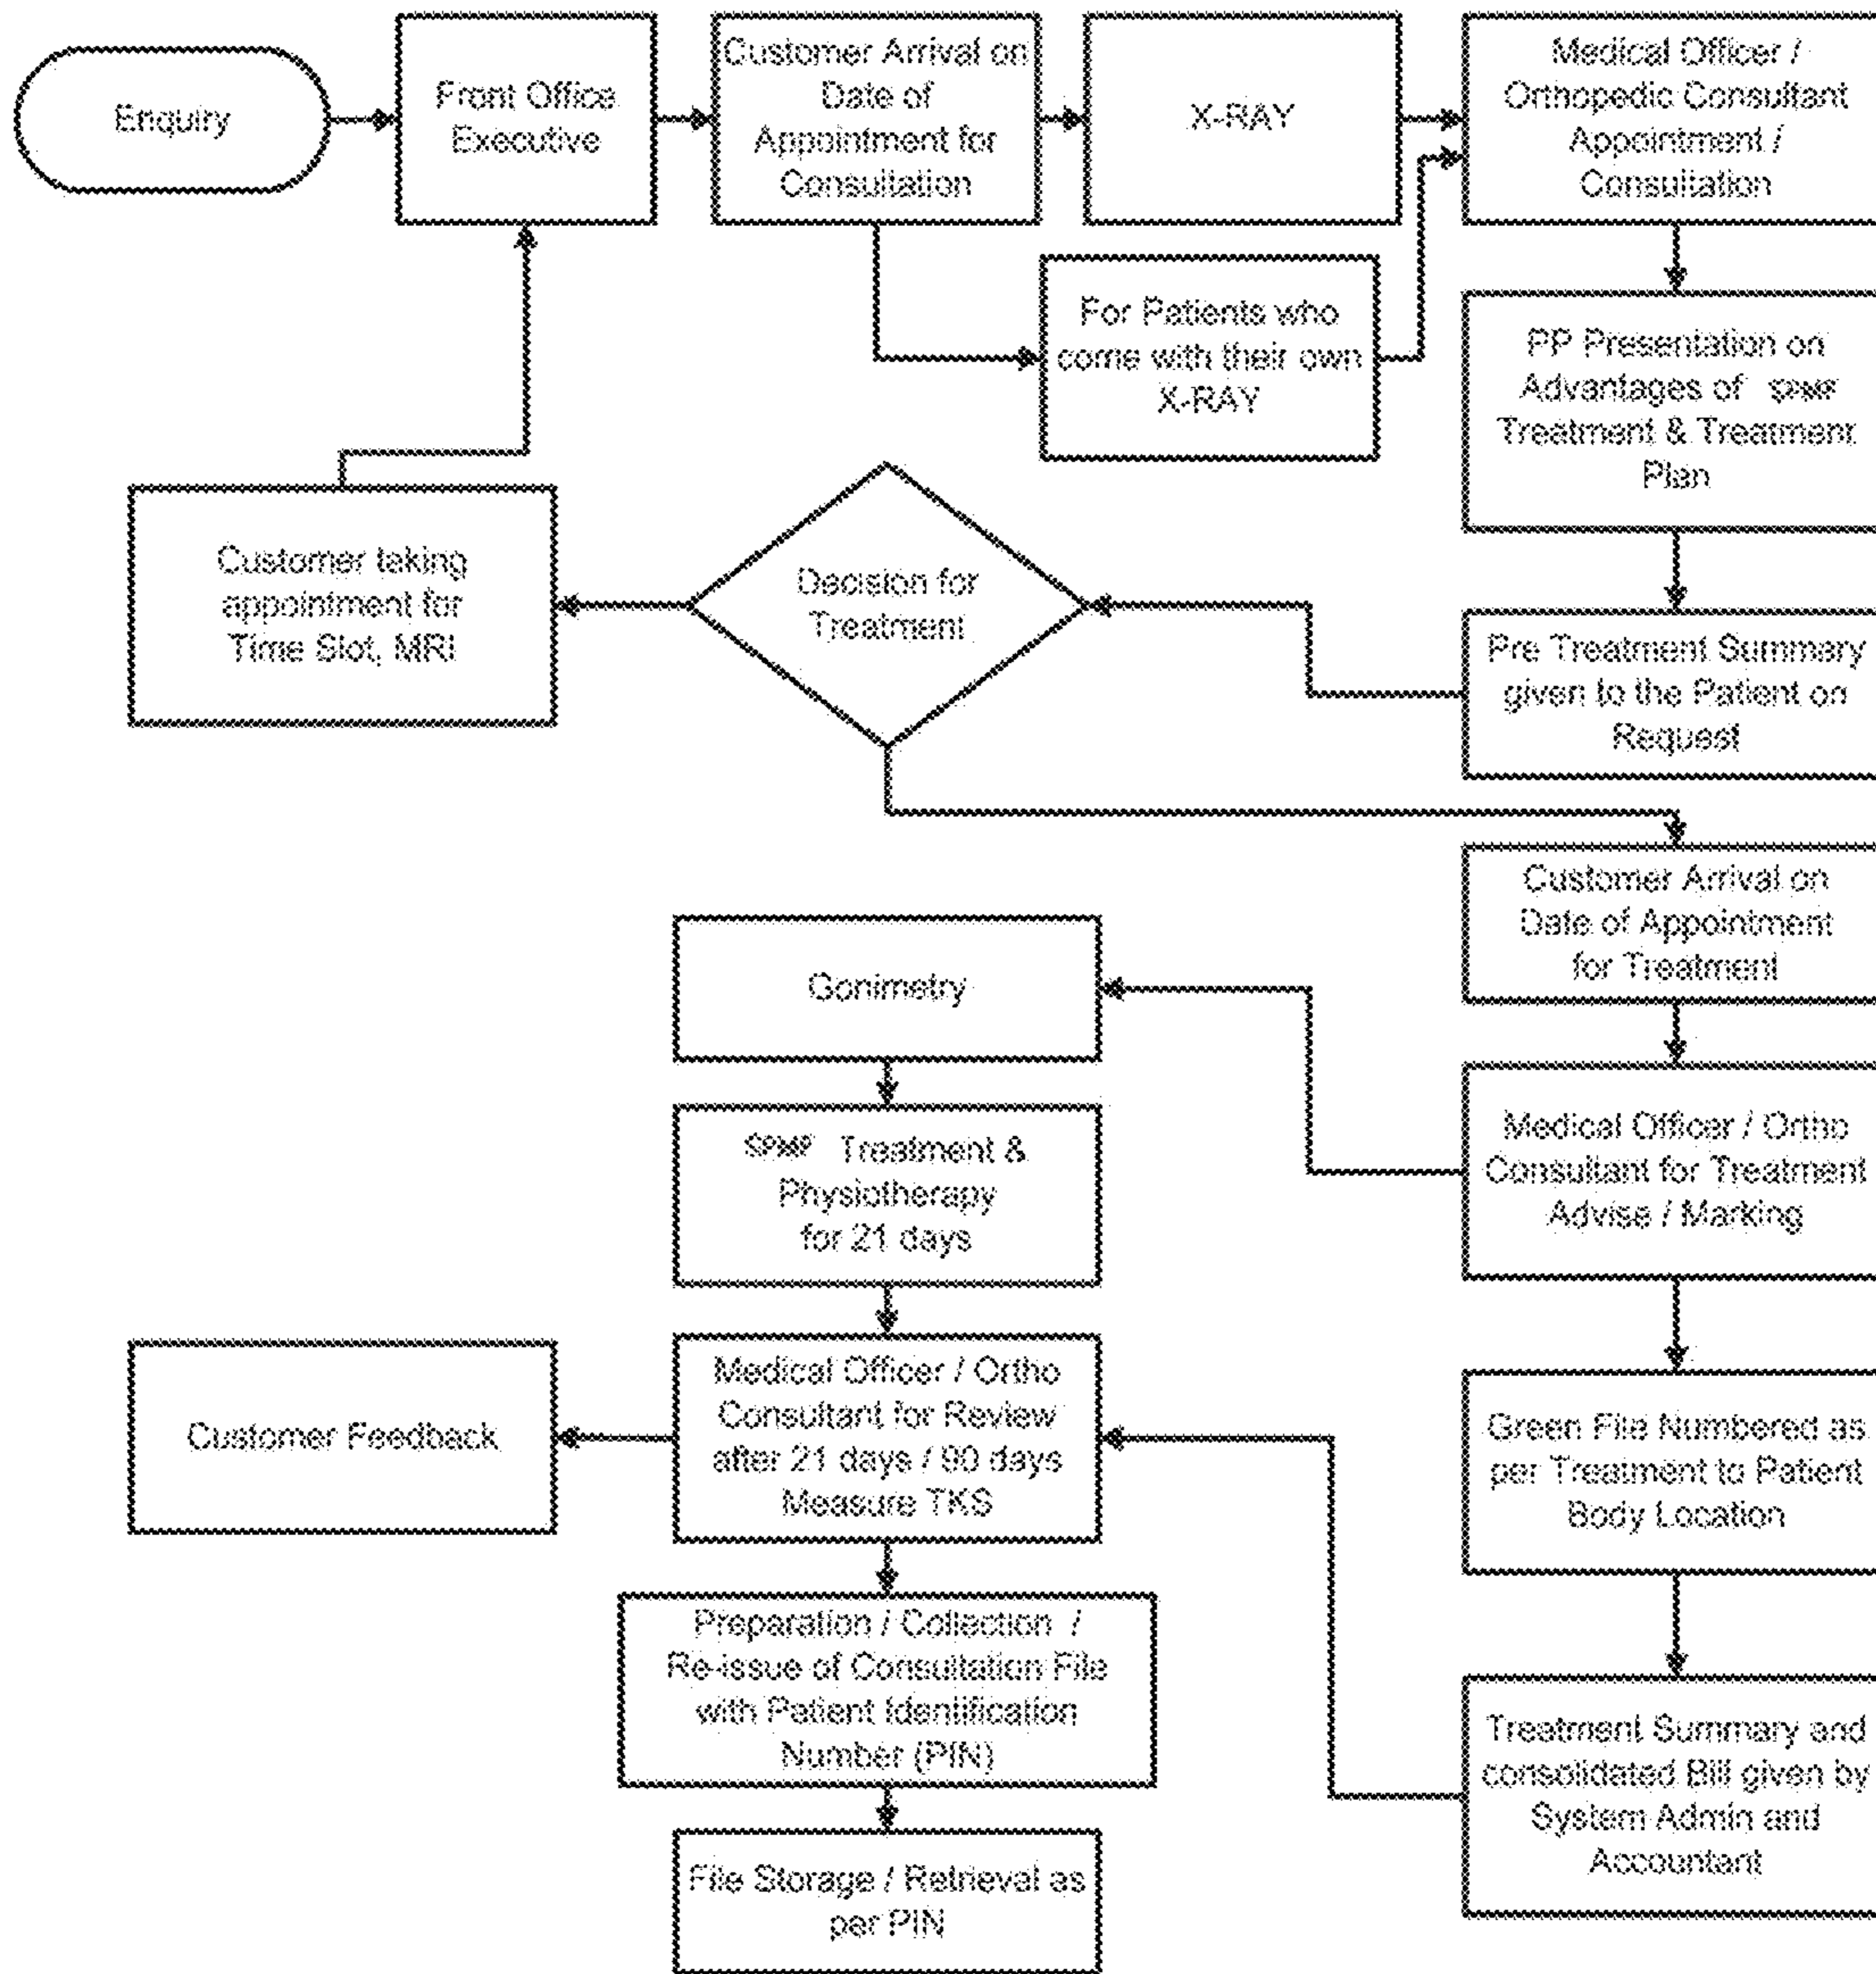 Enquiry
Front Office
Executive
Customer Arrival on
Date of
Appointment for
Consultation
X-RAY
Medical Officer /
Orthopedic Consultant
Appointment /
Consultation
For Patients who
come with their own
X-RAY
PP Presentation on
Advantages of SPMF
Treatment & Treatment
Plan
Customer taking
appointment for
Time Slot, MRI
Decision for
Treatment
Pre Treatment Summary
given to the Patient on
Request
Customer Arrival on
Date of Appointment
for Treatment
Gonimetry
SPMF Treatment &
Physiotherapy
for 21 days
Medical Officer / Ortho
Consultant for Treatment
Advise / Marking
Customer Feedback
Medical Officer / Ortho
Consultant for Review
after 21 days / 90 days
Measure TKS
Green File Numbered as
per Treatment to Patient
Body Location
Preparation / Collection /
Re-issue of Consultation File
with Patient Identification
Number (PIN)
Treatment Summary and
consolidated Bill given by
System Admin and
Accountant
File Storage / Retrieval as
per PIN